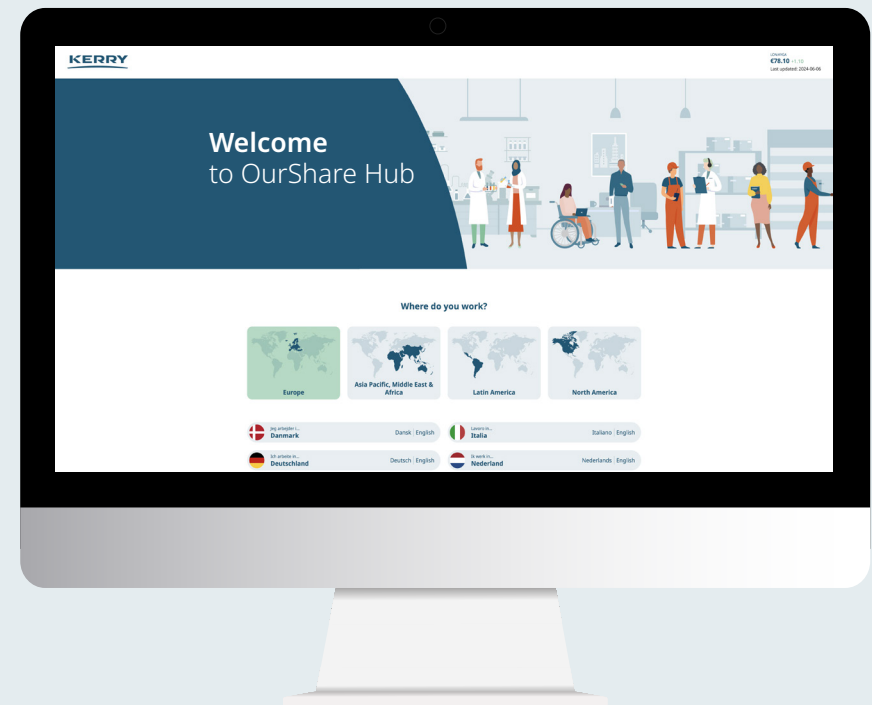 KERRY
€78.10 +1.10
Last updated: 2024-06-06
Welcome
to OurShare Hub
Where do you work?
Europe
Asia Pacific, Middle East &
Africa
Latin America
North America
Jeg arbejder i...
Danmark
Dansk | English
Lavoro in...
Italia
Italiano | English
Ich arbeite in...
Deutschland
Deutsch | English
Ik werk in...
Nederland
Nederlands | English